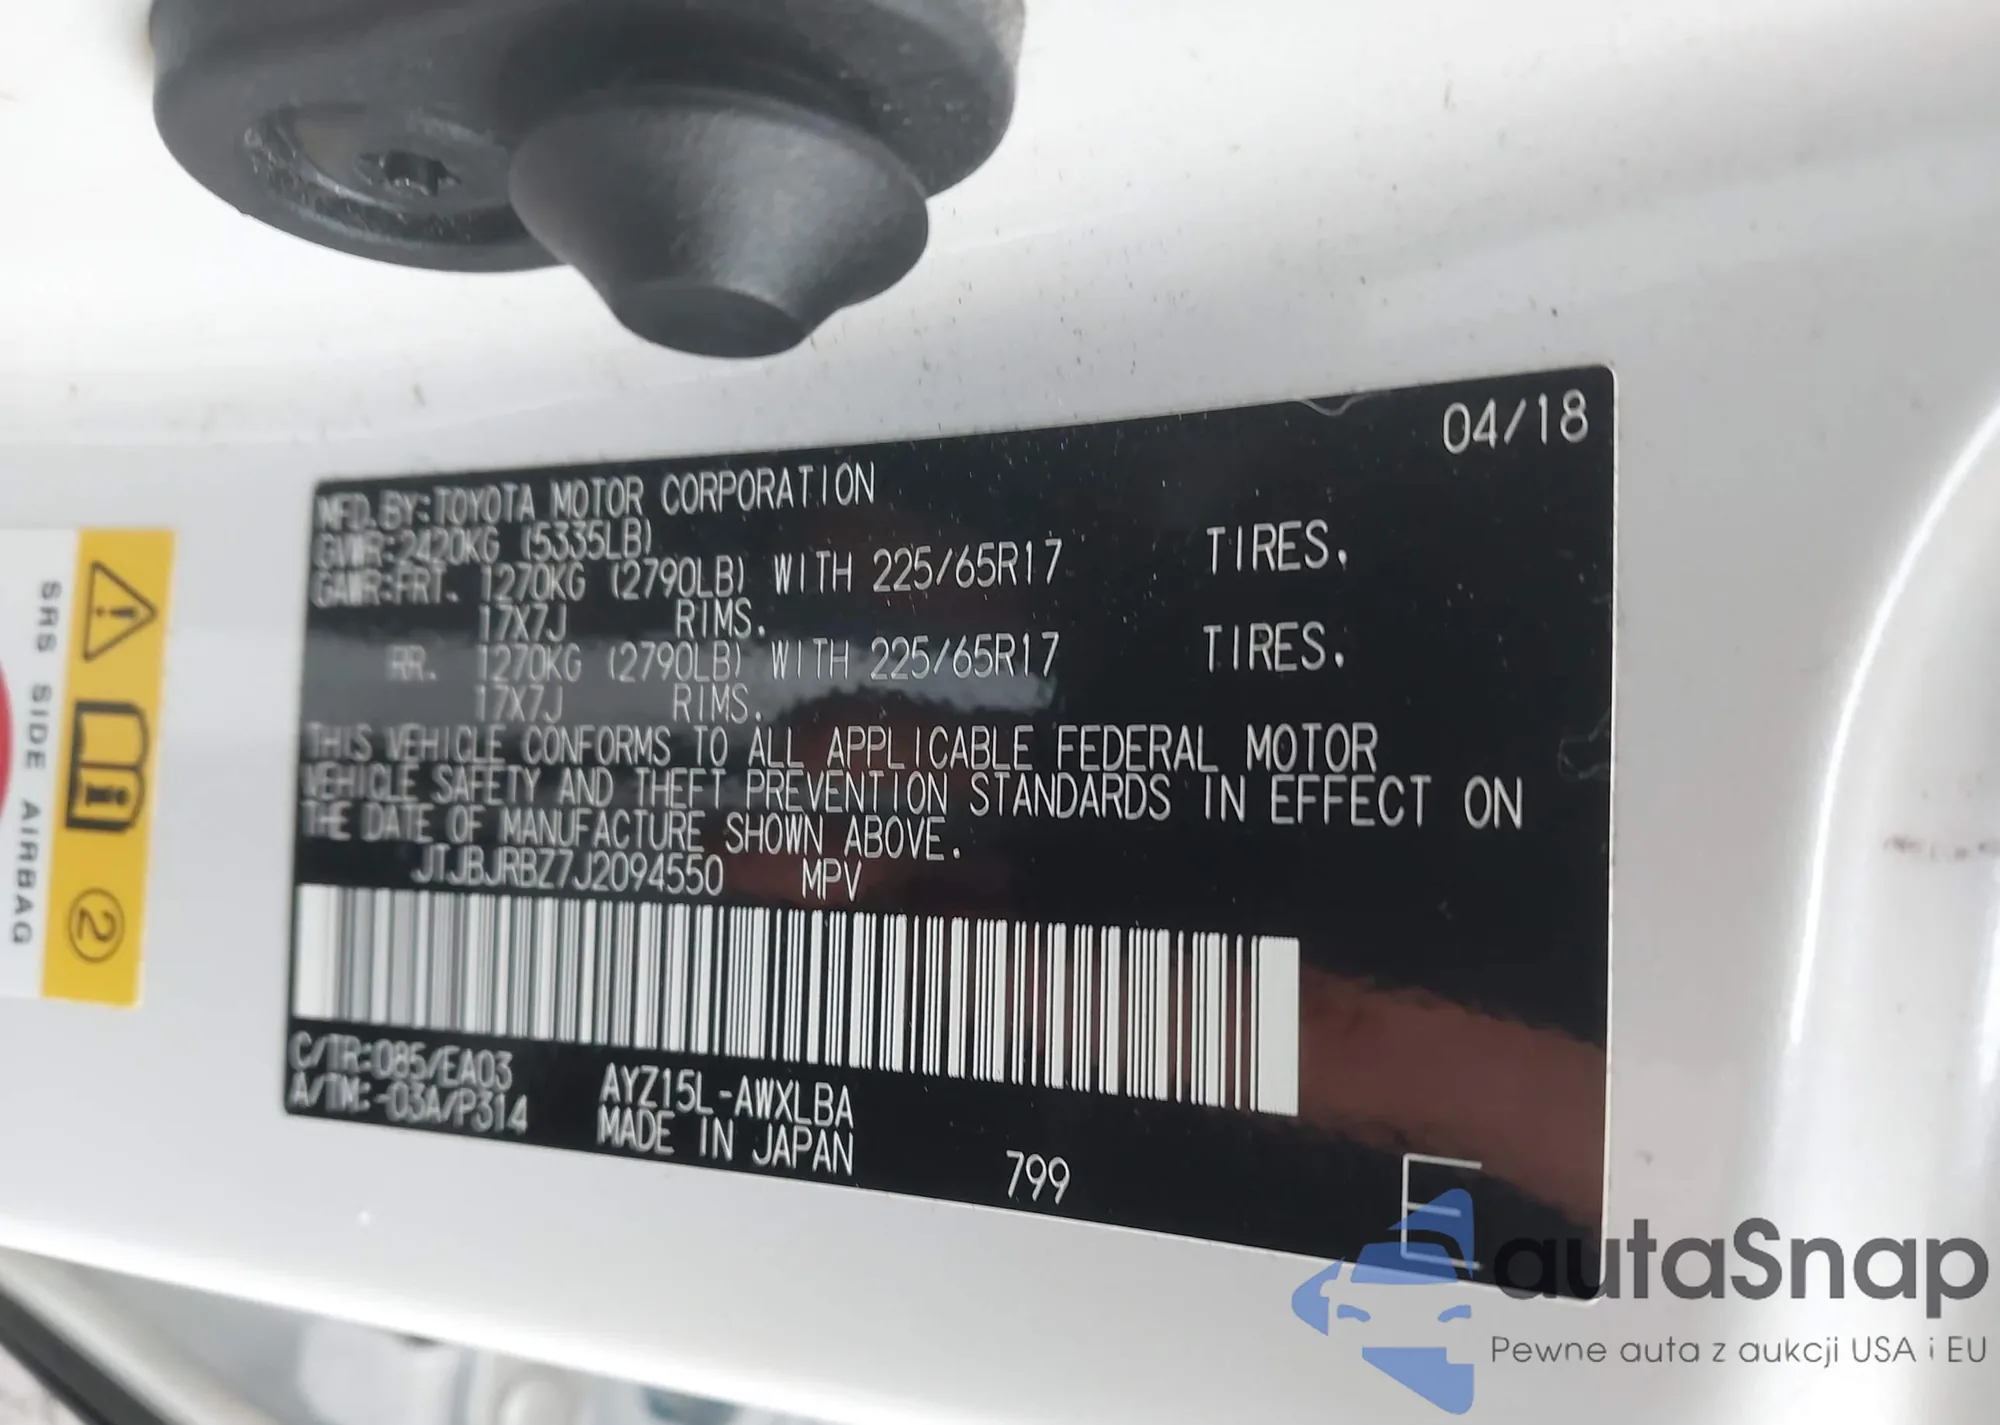 04/18
MFD.BY:TOYOTA MOTOR CORPORATION
GVWR:2420KG (5335LB)
GAWR:FRT. 1270KG (2790LB) WITH 225/65R17 TIRES.
17X7J RIMS.
RR. 1270KG (2790LB) WITH 225/65R17 TIRES.
17X7J RIMS.
THIS VEHICLE CONFORMS TO ALL APPLICABLE FEDERAL MOTOR
VEHICLE SAFETY AND THEFT PREVENTION STANDARDS IN EFFECT ON
THE DATE OF MANUFACTURE SHOWN ABOVE.
JTJBJRBZ7J2094550 MPV
C/TR:085/EA03 AYZ15L-AWXLBA
A/TM:-03A/P314 MADE IN JAPAN
799
E
SRS SIDE AIRBAG
2
autaSnap
Pewne auta z aukcji USA i EU